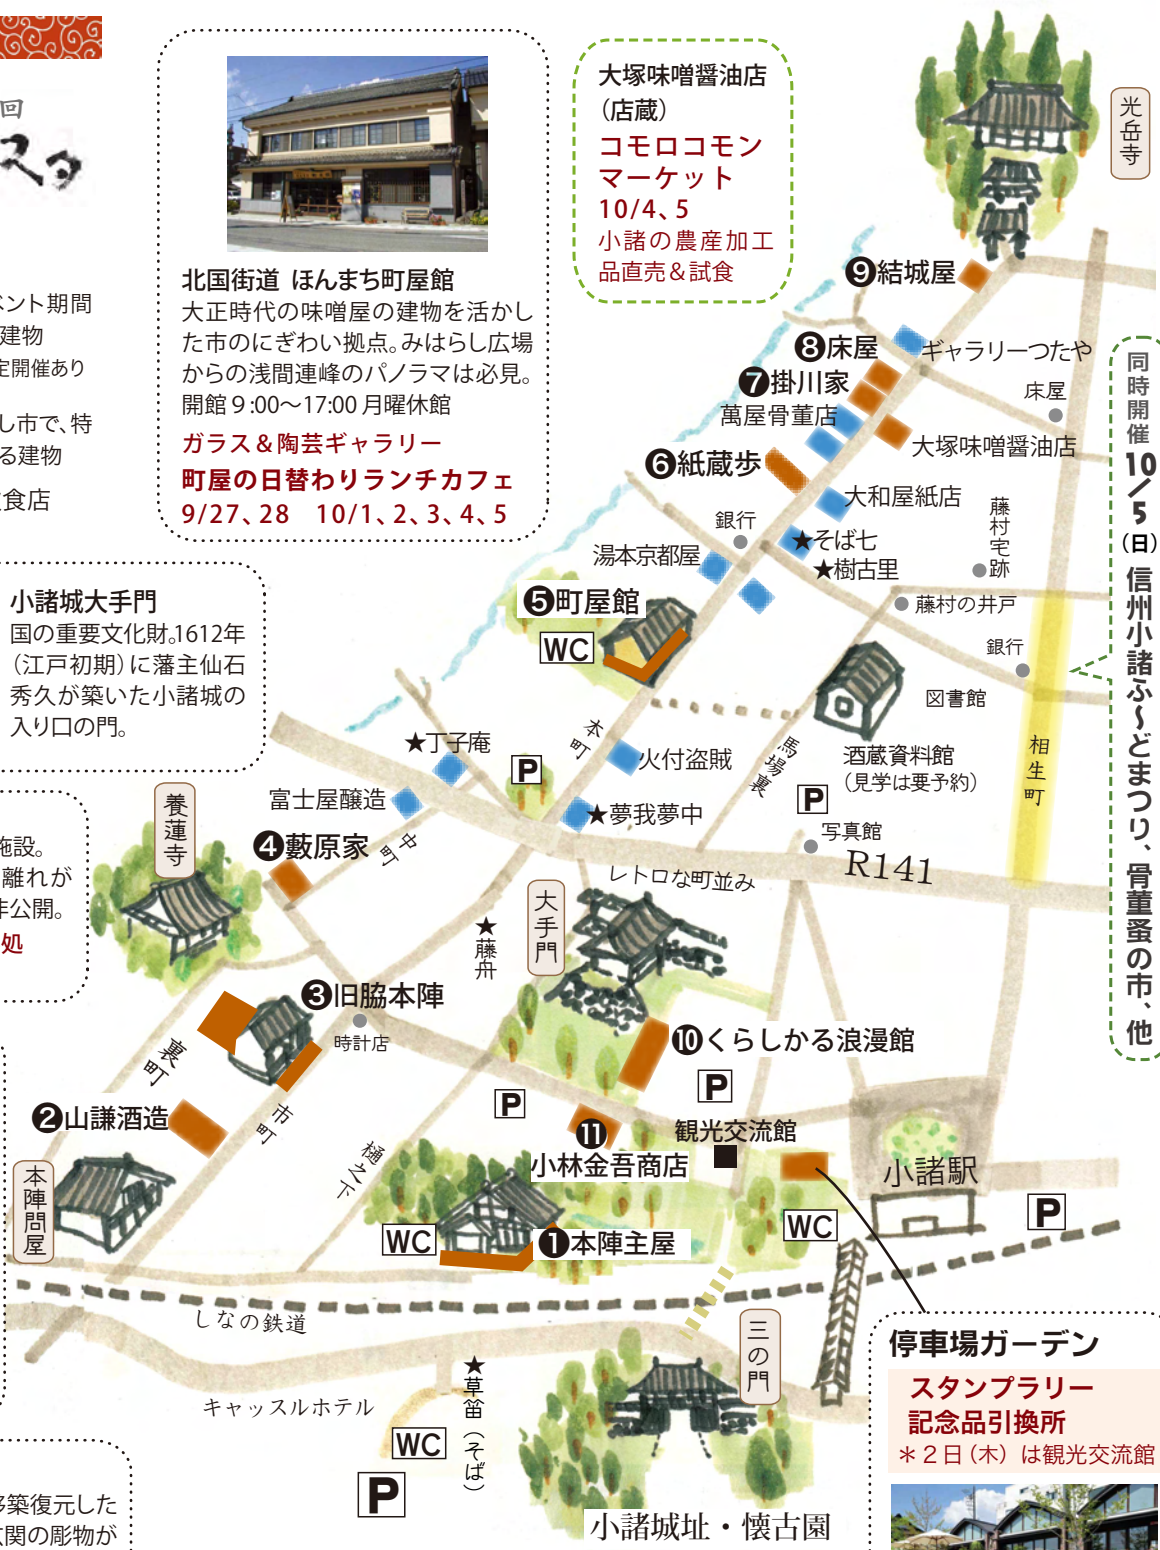 回
スタ
ベント期間
建物
定開催あり
し市で、特
る建物
食店
北国街道 ほんまち町屋館
大正時代の味噌屋の建物を活かし
た市のにぎわい拠点。みはらし広場
からの浅間連峰のパノラマは必見。
開館 9:00〜17:00 月曜休館
ガラス＆陶芸ギャラリー
町屋の日替わりランチカフェ
9/27、28　10/1、2、3、4、5
大塚味噌醤油店
（店蔵）
コモロコモン
マーケット
10/4、5
小諸の農産加工
品直売＆試食
光岳寺
❾結城屋
❽床屋
ギャラリーつたや
❼掛川家
床屋
萬屋骨董店
大塚味噌醤油店
❻紙蔵歩
大和屋紙店
藤村宅跡
銀行
★そば七
湯本京都屋
★樹古里
❺町屋館
藤村の井戸
WC
銀行
図書館
同時開催
10/5
（日）
信州小諸ふ〜どまつり、骨董蚤の市、他
小諸城大手門
国の重要文化財。1612年
（江戸初期）に藩主仙石
秀久が築いた小諸城の
入り口の門。
本町
★丁子庵
P
火付盗賊
馬場裏
酒蔵資料館
（見学は要予約）
相生町
P
富士屋醸造
★夢我夢中
写真館
養蓮寺
中町
❹藪原家
R141
レトロな町並み
施設。
離れが
非公開。
処
大手門
★藤舟
❸旧脇本陣
時計店
❿くらしかる浪漫館
裏町
P
P
❷山謙酒造
市町
⓫
小林金吾商店
観光交流館
樋之下
小諸駅
本陣問屋
P
WC
WC
❶本陣主屋
しなの鉄道
三の門
停車場ガーデン
スタンプラリー
記念品引換所
＊２日（木）は観光交流館
キャッスルホテル
★草笛（そば）
WC
P
小諸城址・懐古園
移築復元した
玄関の彫物が